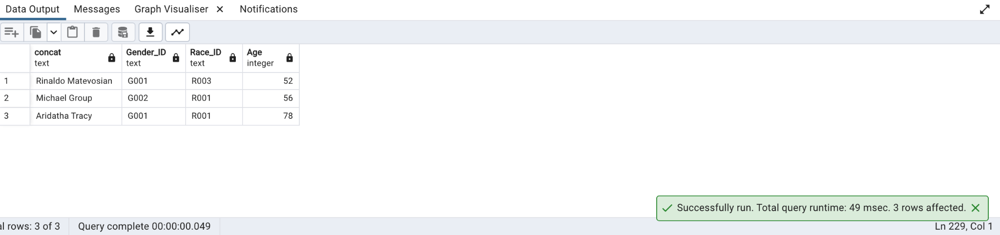 Data Output Messages Graph Visualiser × Notifications
concat Gender_ID Race_ID Age
text text text integer
1 Rinaldo Matevosian G001 R003 52
2 Michael Group G002 R001 56
3 Aridatha Tracy G001 R001 78
Successfully run. Total query runtime: 49 msec. 3 rows affected.
al rows: 3 of 3 Query complete 00:00:00.049 Ln 229, Col 1